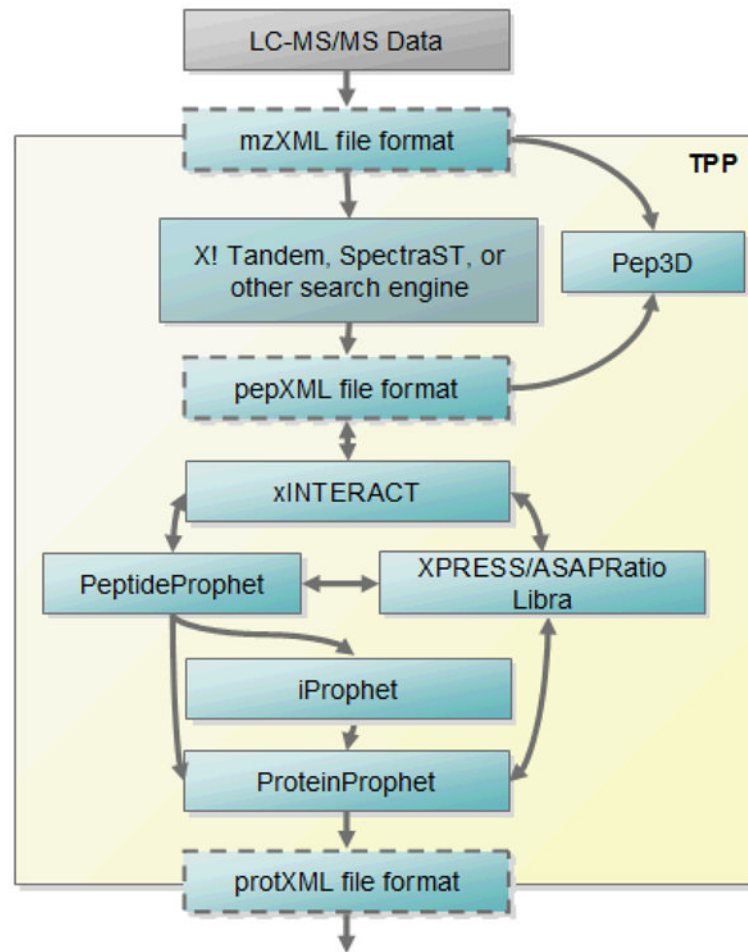 LC-MS/MS Data
mzXML file format
TPP
X! Tandem, SpectraST, or
other search engine
Pep3D
pepXML file format
xINTERACT
PeptideProphet
XPRESS/ASAPRatio
Libra
iProphet
ProteinProphet
protXML file format